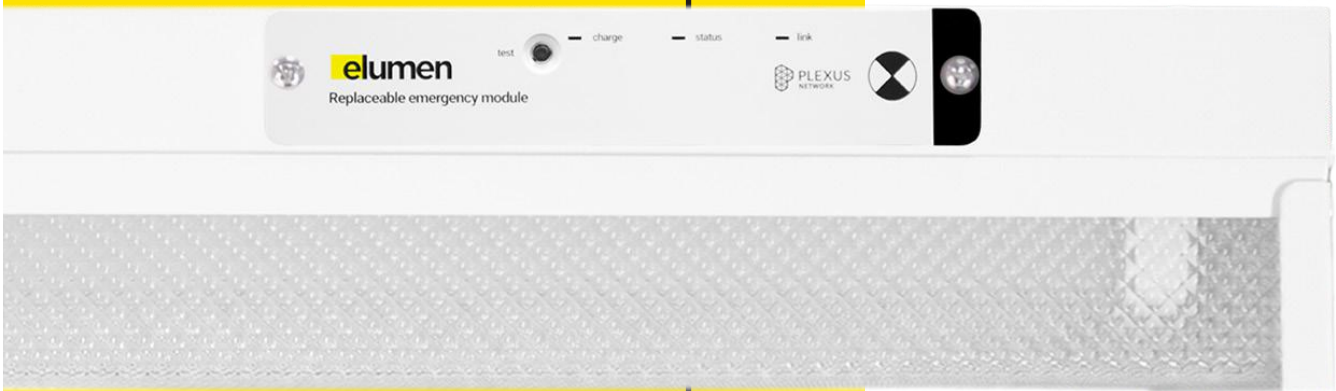 test
charge
status
link
elumen
Replaceable emergency module
PLEXUS
NETWORK